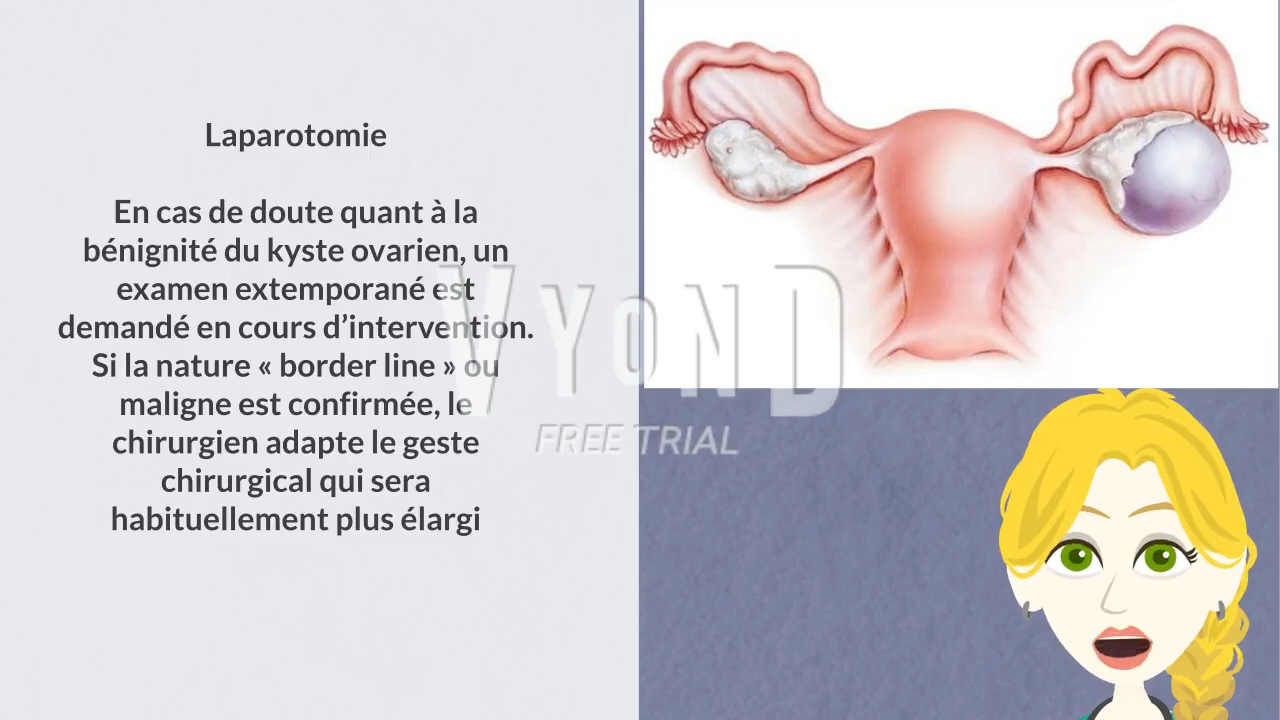 Laparotomie
En cas de doute quant à la
bénignité du kyste ovarien, un
examen extemporané est
demandé en cours d’intervention.
Si la nature « border line » ou
maligne est confirmée, le
chirurgien adapte le geste
chirurgical qui sera
habituellement plus élargi
VYOND
FREE TRIAL